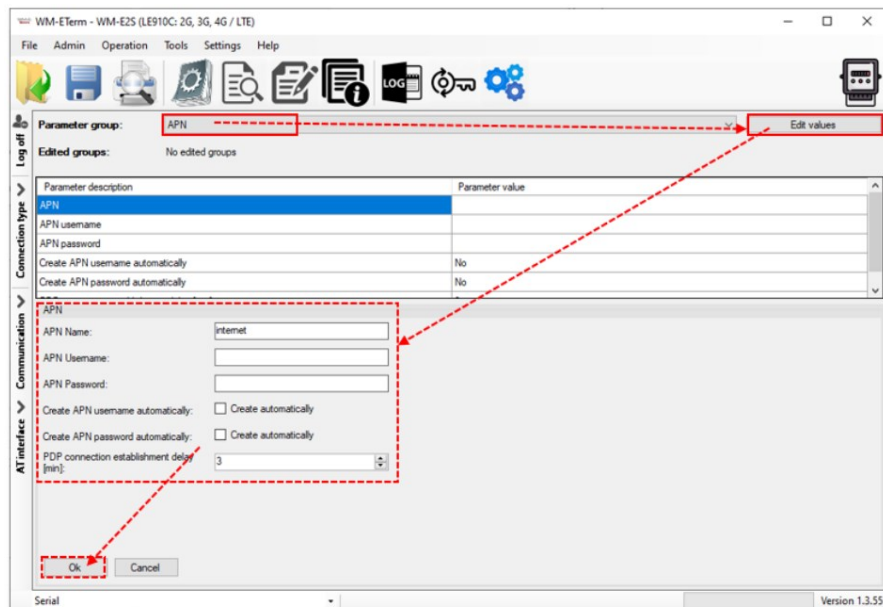 WM-ETerm - WM-E2S (LE910C: 2G, 3G, 4G / LTE)
File Admin Operation Tools Settings Help
LOG
Log off
Connection type
Communication
AT interface
Parameter group: APN Edit values
Edited groups: No edited groups
Parameter description Parameter value
APN
APN username
APN password
Create APN username automatically No
Create APN password automatically No
APN
APN Name: internet
APN Username:
APN Password:
Create APN username automatically: Create automatically
Create APN password automatically: Create automatically
PDP connection establishment delay
[min]: 3
Ok Cancel
Serial Version 1.3.55